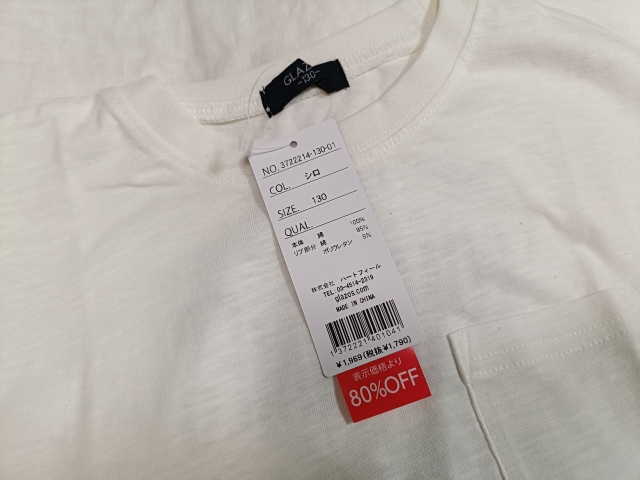 GLAZ
-130-
NO. 3722214-130-01
COL. シロ
SIZE. 130
QUAL.
本体 綿 100%
リブ部分 綿 95%
ポリウレタン 5%
株式会社 ハートフィール
TEL.03-4514-2319
glazos.com
MADE IN CHINA
1 372221 401041
¥1,969(税抜¥1,790)
表示価格より
80%OFF